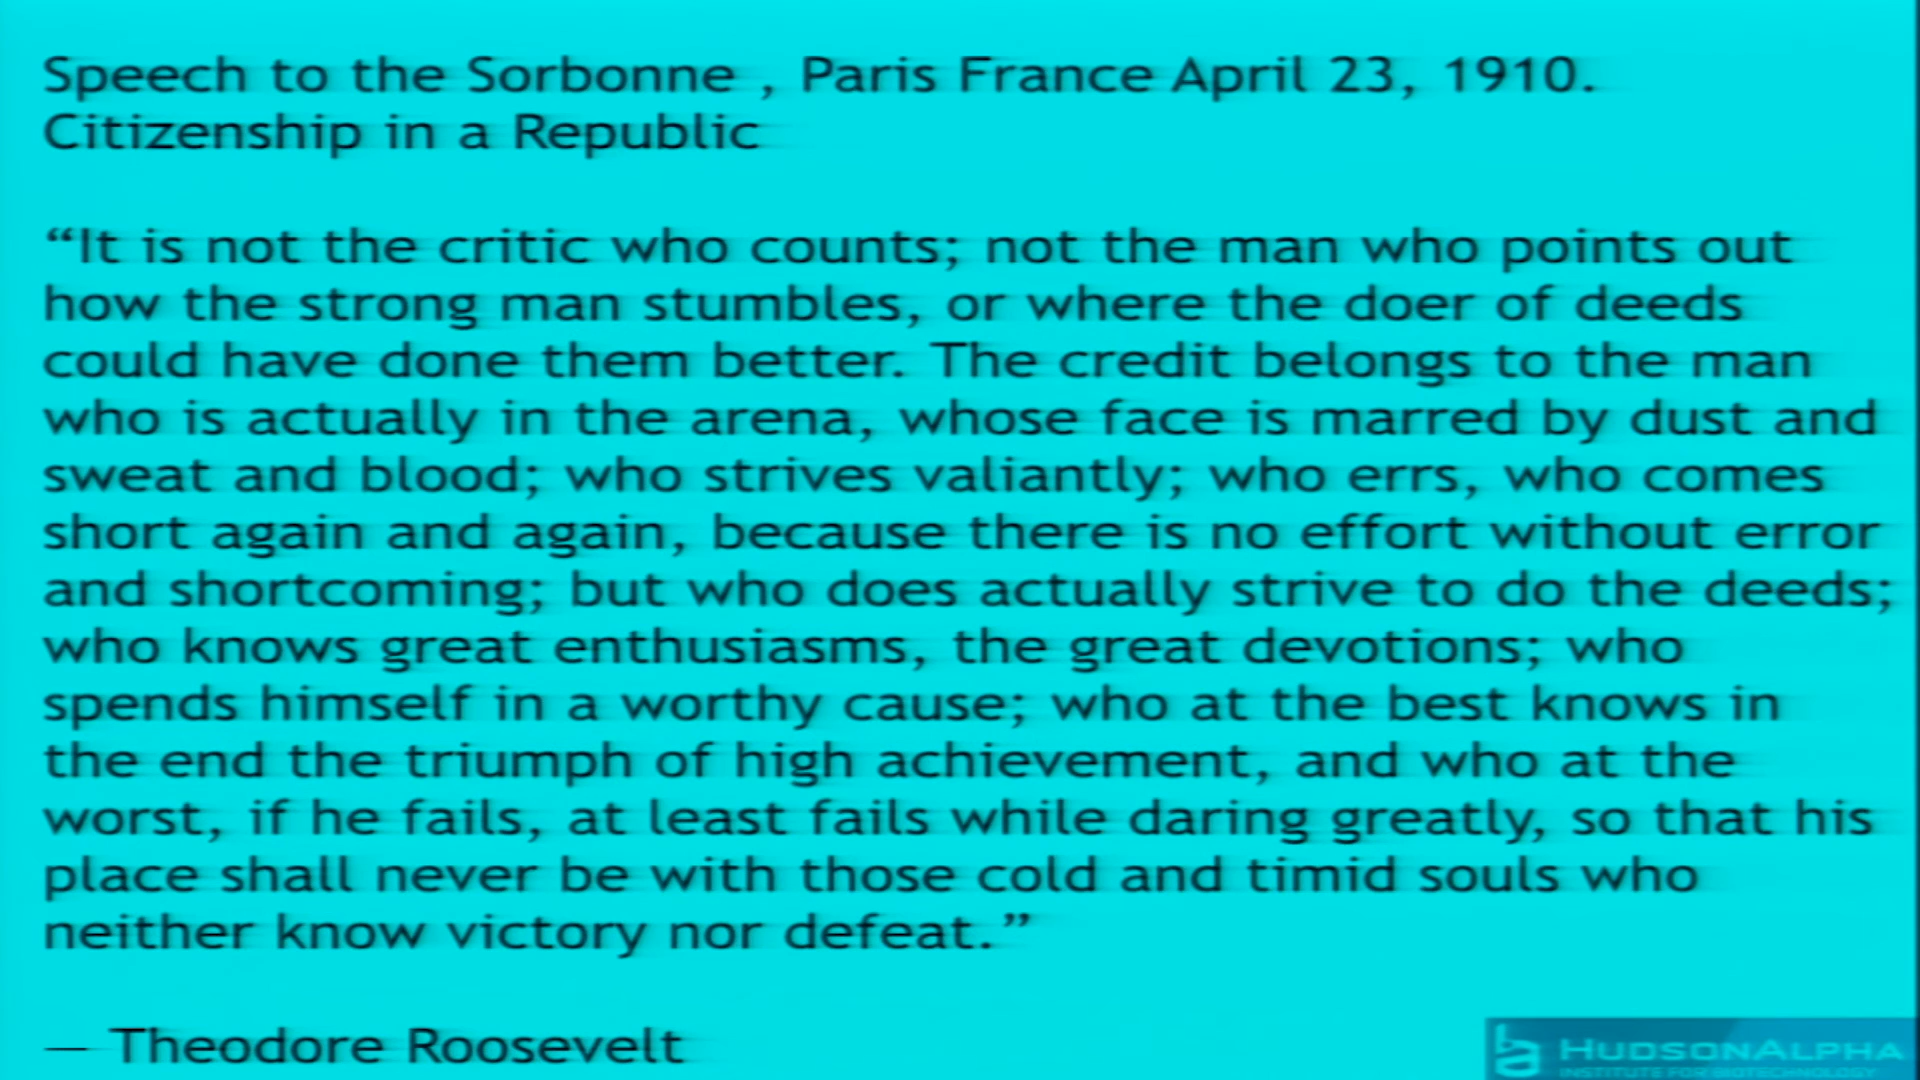 Speech to the Sorbonne , Paris France April 23, 1910.
Citizenship in a Republic
“It is not the critic who counts; not the man who points out
how the strong man stumbles, or where the doer of deeds
could have done them better. The credit belongs to the man
who is actually in the arena, whose face is marred by dust and
sweat and blood; who strives valiantly; who errs, who comes
short again and again, because there is no effort without error
and shortcoming; but who does actually strive to do the deeds;
who knows great enthusiasms, the great devotions; who
spends himself in a worthy cause; who at the best knows in
the end the triumph of high achievement, and who at the
worst, if he fails, at least fails while daring greatly, so that his
place shall never be with those cold and timid souls who
neither know victory nor defeat.”
— Theodore Roosevelt
HUDSONALPHA
INSTITUTE FOR BIOTECHNOLOGY